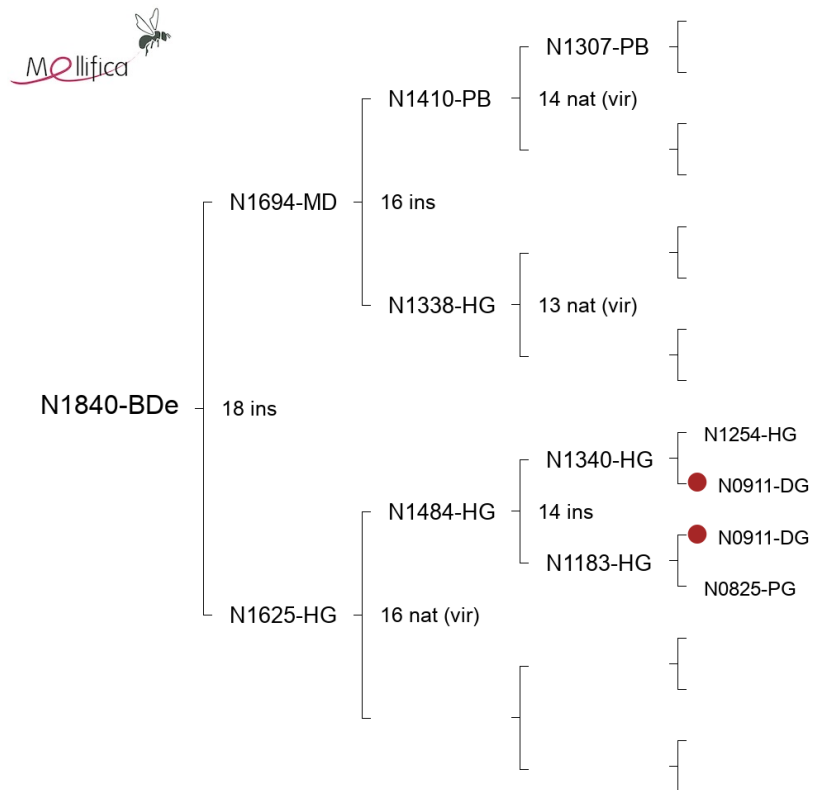 Mellifica
N1307-PB
N1410-PB
14 nat (vir)
N1694-MD
16 ins
N1338-HG
13 nat (vir)
N1840-BDe
18 ins
N1254-HG
N1340-HG
N0911-DG
N1484-HG
14 ins
N0911-DG
N1183-HG
N0825-PG
N1625-HG
16 nat (vir)